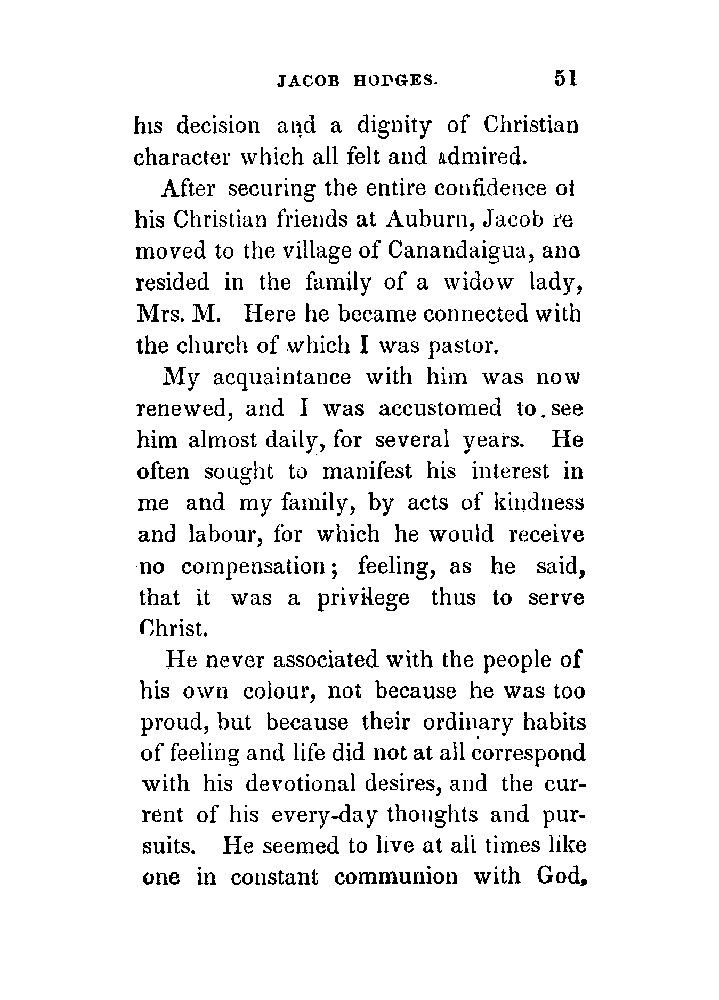 JACOB HODGES. 51
his decision and a dignity of Christian
character which all felt and admired.
After securing the entire confidence of
his Christian friends at Auburn, Jacob re
moved to the village of Canandaigua, and
resided in the family of a widow lady,
Mrs. M. Here he became connected with
the church of which I was pastor.
My acquaintance with him was now
renewed, and I was accustomed to see
him almost daily, for several years. He
often sought to manifest his interest in
me and my family, by acts of kindness
and labour, for which he would receive
no compensation; feeling, as he said,
that it was a privilege thus to serve
Christ.
He never associated with the people of
his own colour, not because he was too
proud, but because their ordinary habits
of feeling and life did not at all correspond
with his devotional desires, and the cur-
rent of his every-day thoughts and pur-
suits. He seemed to live at all times like
one in constant communion with God,